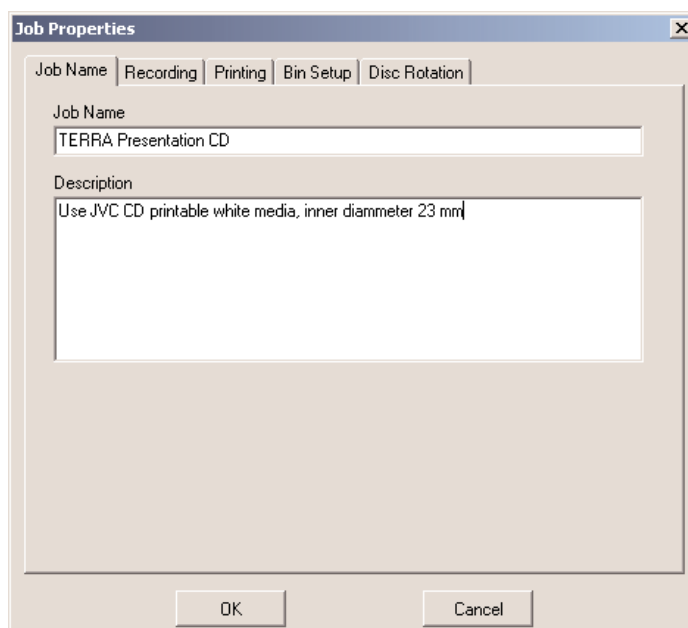 Job Properties
Job Name Recording Printing Bin Setup Disc Rotation
Job Name
TERRA Presentation CD
Description
Use JVC CD printable white media, inner diammeter 23 mm
OK Cancel